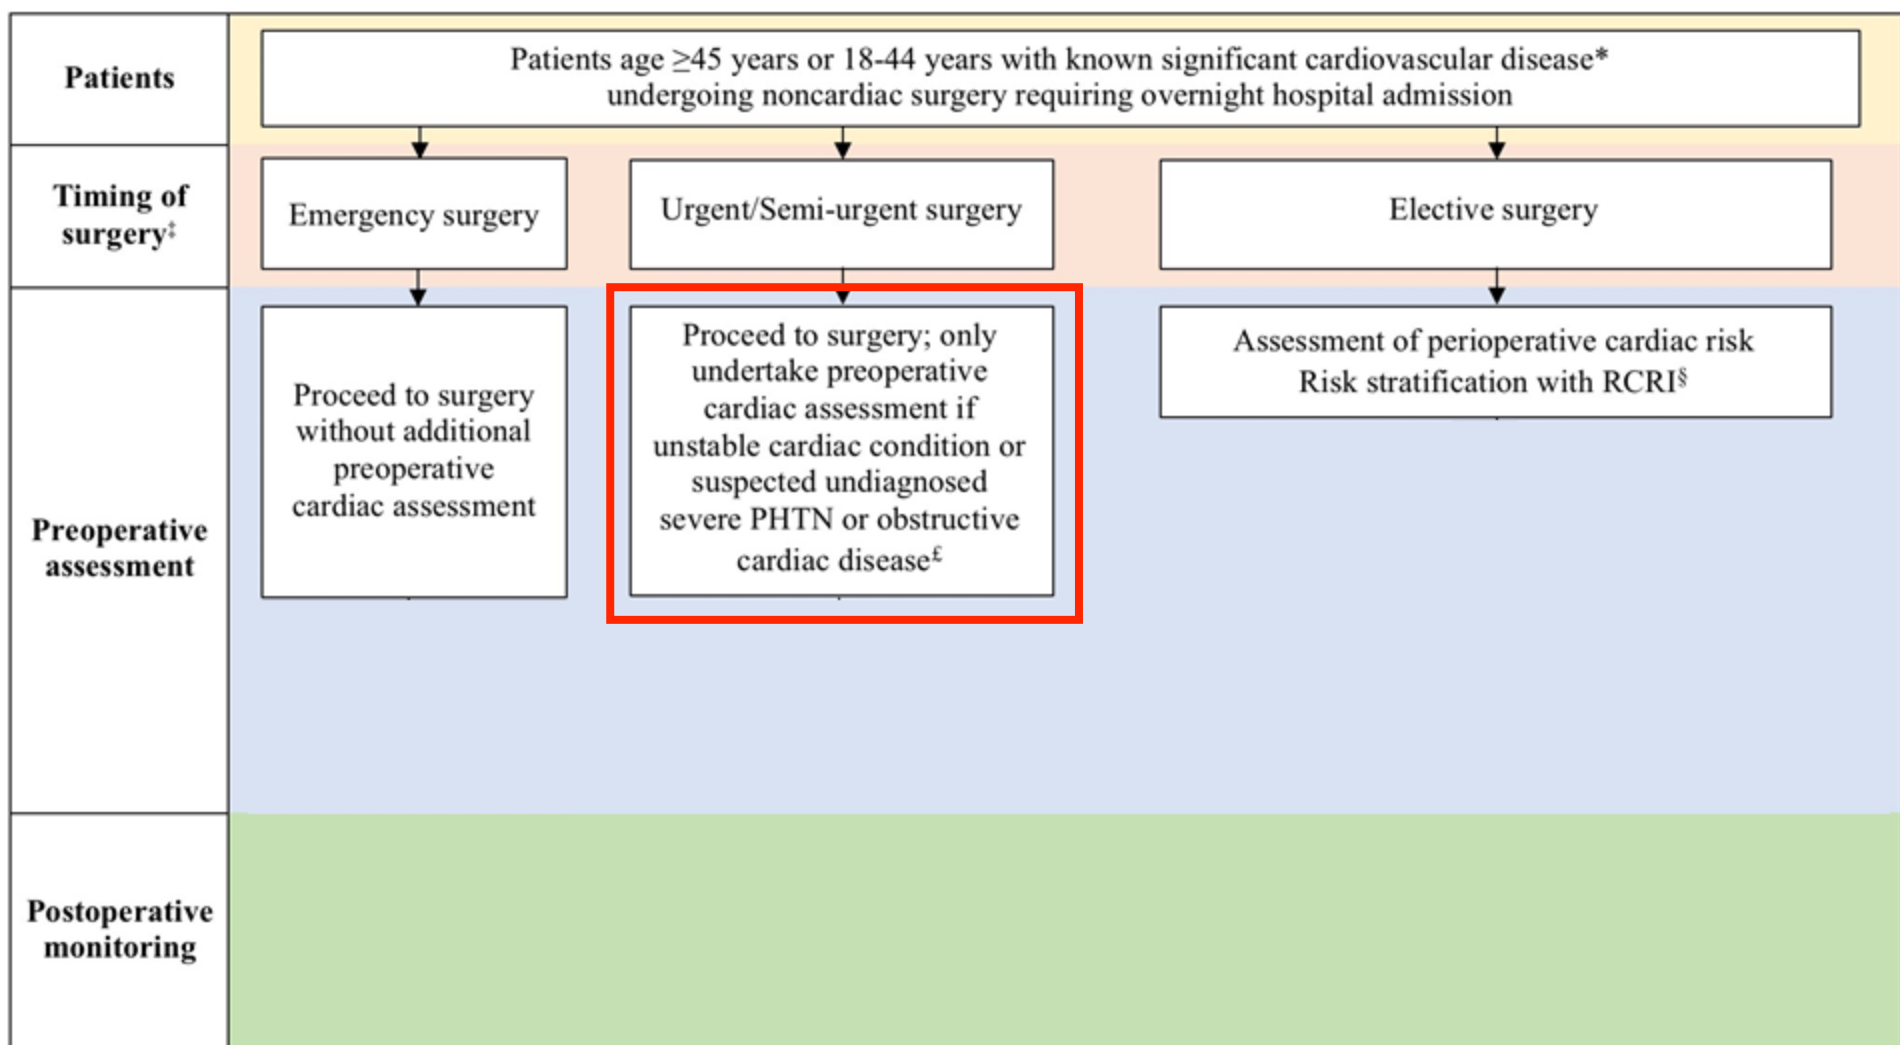 Patients
Patients age ≥45 years or 18-44 years with known significant cardiovascular disease*
undergoing noncardiac surgery requiring overnight hospital admission
Timing of
surgery‡
Emergency surgery
Urgent/Semi-urgent surgery
Elective surgery
Preoperative
assessment
Proceed to surgery
without additional
preoperative
cardiac assessment
Proceed to surgery; only
undertake preoperative
cardiac assessment if
unstable cardiac condition or
suspected undiagnosed
severe PHTN or obstructive
cardiac disease£
Assessment of perioperative cardiac risk
Risk stratification with RCRI§
Postoperative
monitoring